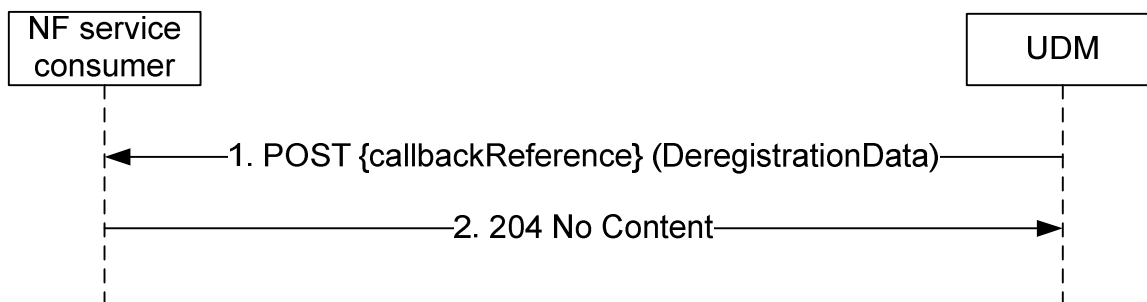 NF service
consumer
UDM
1. POST {callbackReference} (DeregistrationData)
2. 204 No Content